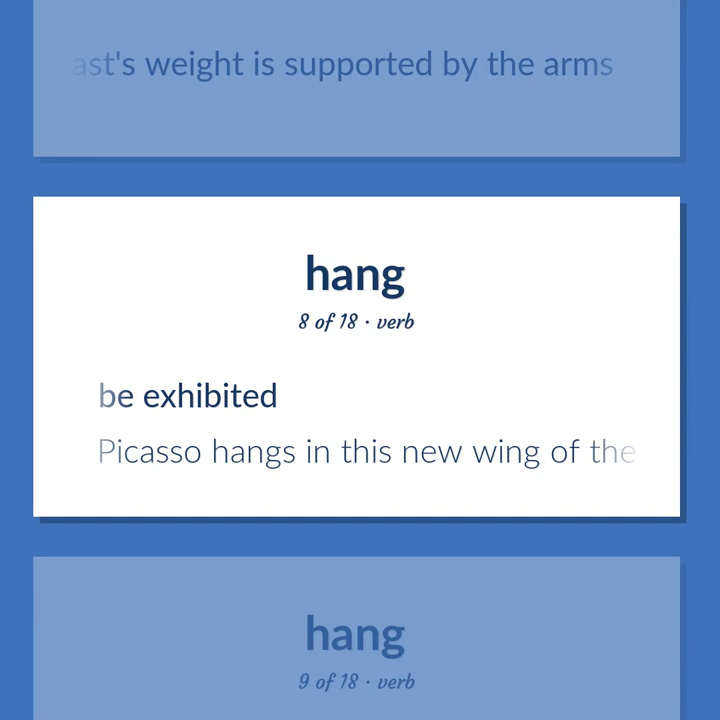 ast's weight is supported by the arms
hang
8 of 18 · verb
be exhibited
Picasso hangs in this new wing of the
hang
9 of 18 · verb